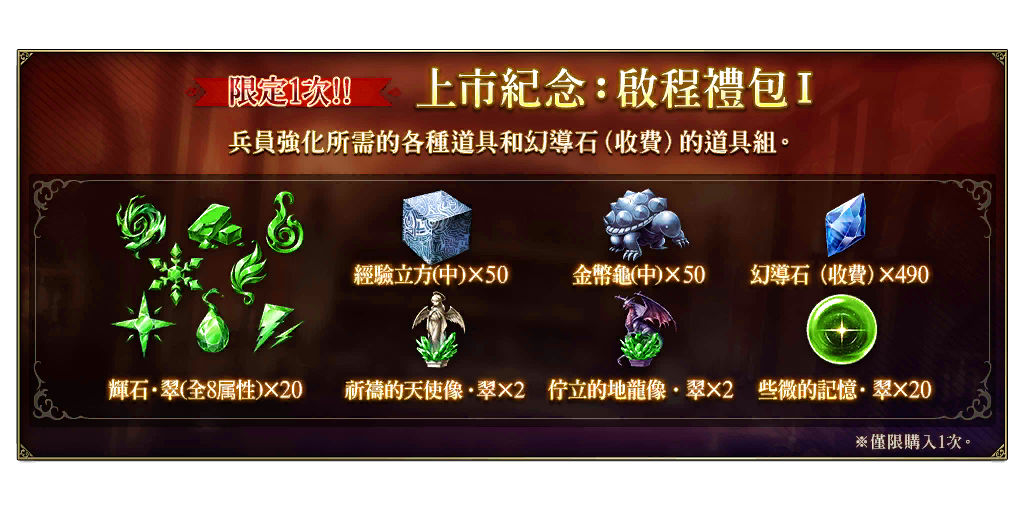 限定1次!!
上市紀念：啟程禮包I
兵員強化所需的各種道具和幻導石（收費）的道具組。
經驗立方(中)×50
金幣龜(中)×50
幻導石（收費）×490
輝石・翠(全8属性)×20
祈禱的天使像・翠×2
佇立的地龍像・翠×2
些微的記憶・翠×20
※僅限購入1次。